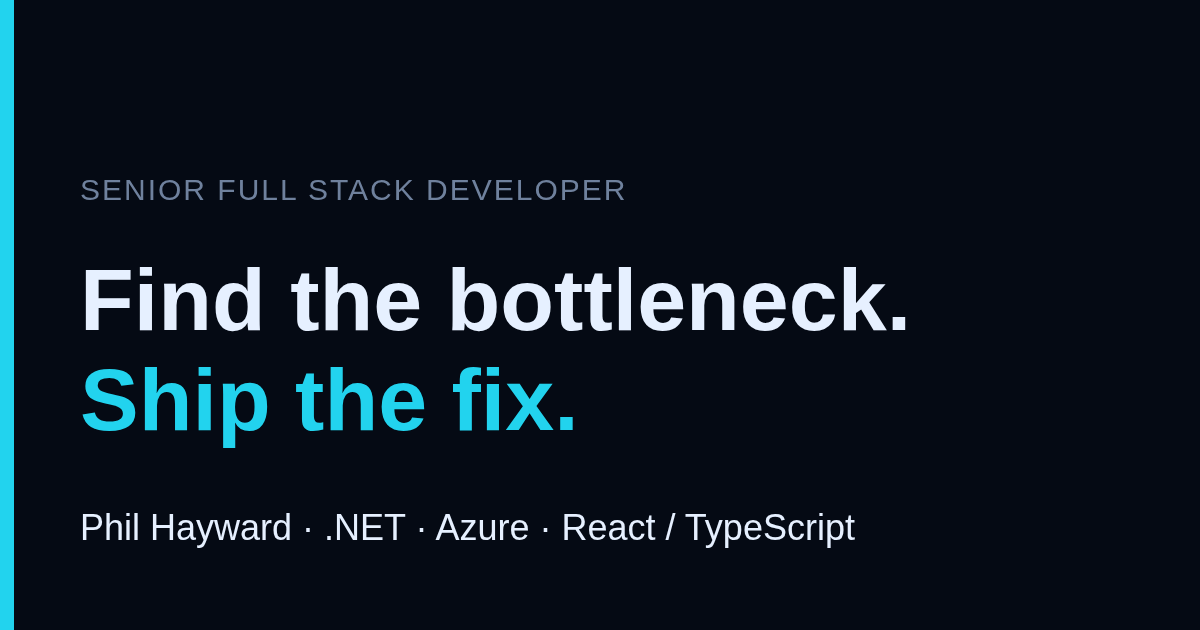 SENIOR FULL STACK DEVELOPER
Find the bottleneck.
Ship the fix.
Phil Hayward · .NET · Azure · React / TypeScript